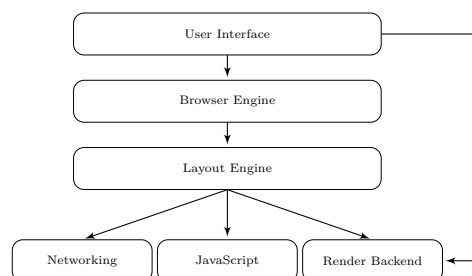 User Interface
Browser Engine
Layout Engine
Networking
JavaScript
Render Backend